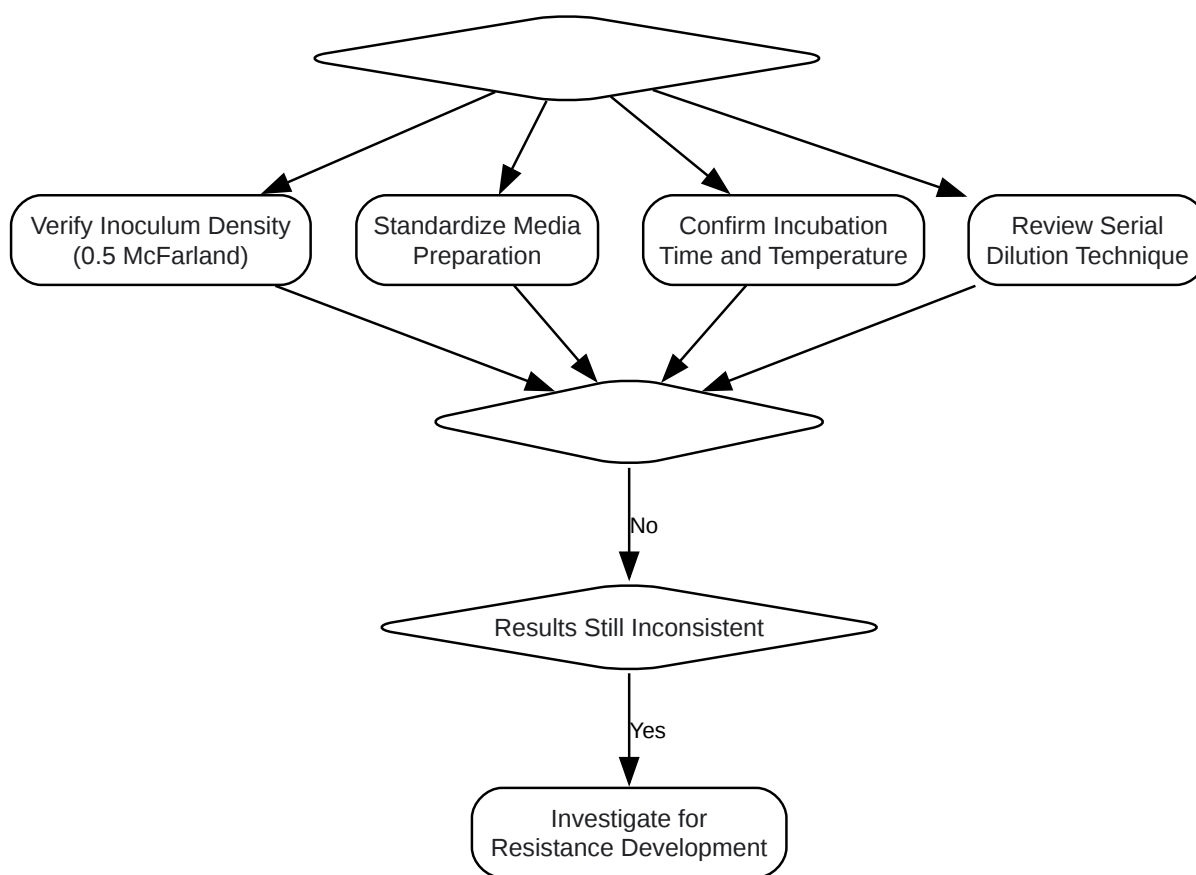 Verify Inoculum Density
(0.5 McFarland)
Standardize Media
Preparation
Confirm Incubation
Time and Temperature
Review Serial
Dilution Technique
No
Results Still Inconsistent
Yes
Investigate for
Resistance Development